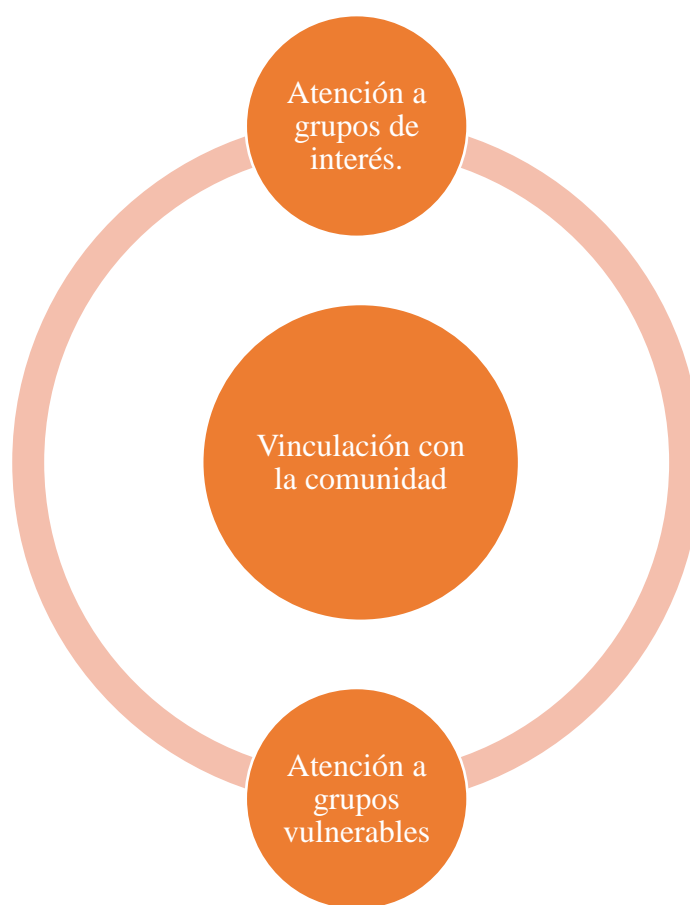 Atención a
grupos de
interés.
Vinculación con
la comunidad
Atención a
grupos
vulnerables